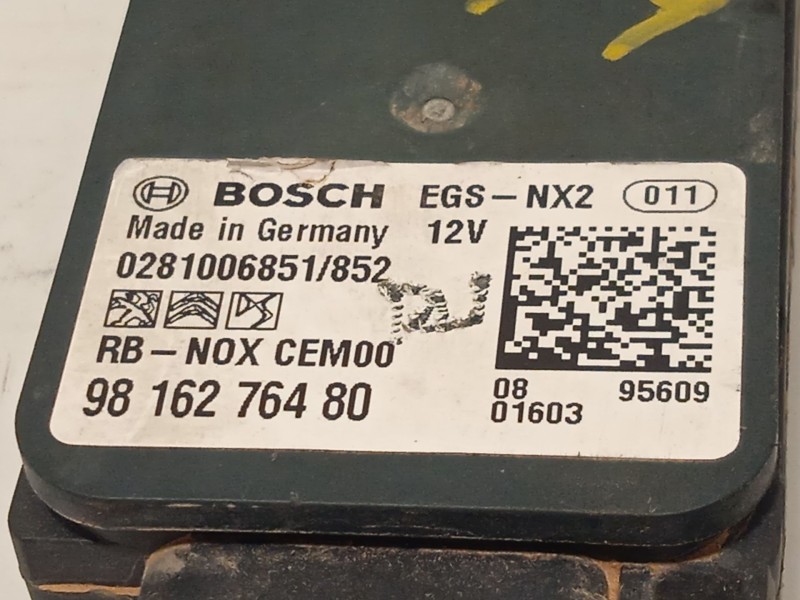 BOSCH EGS-NX2 011
Made in Germany 12V
0281006851/852
RB-NOX CEM00
98 162 764 80
08 95609
01603